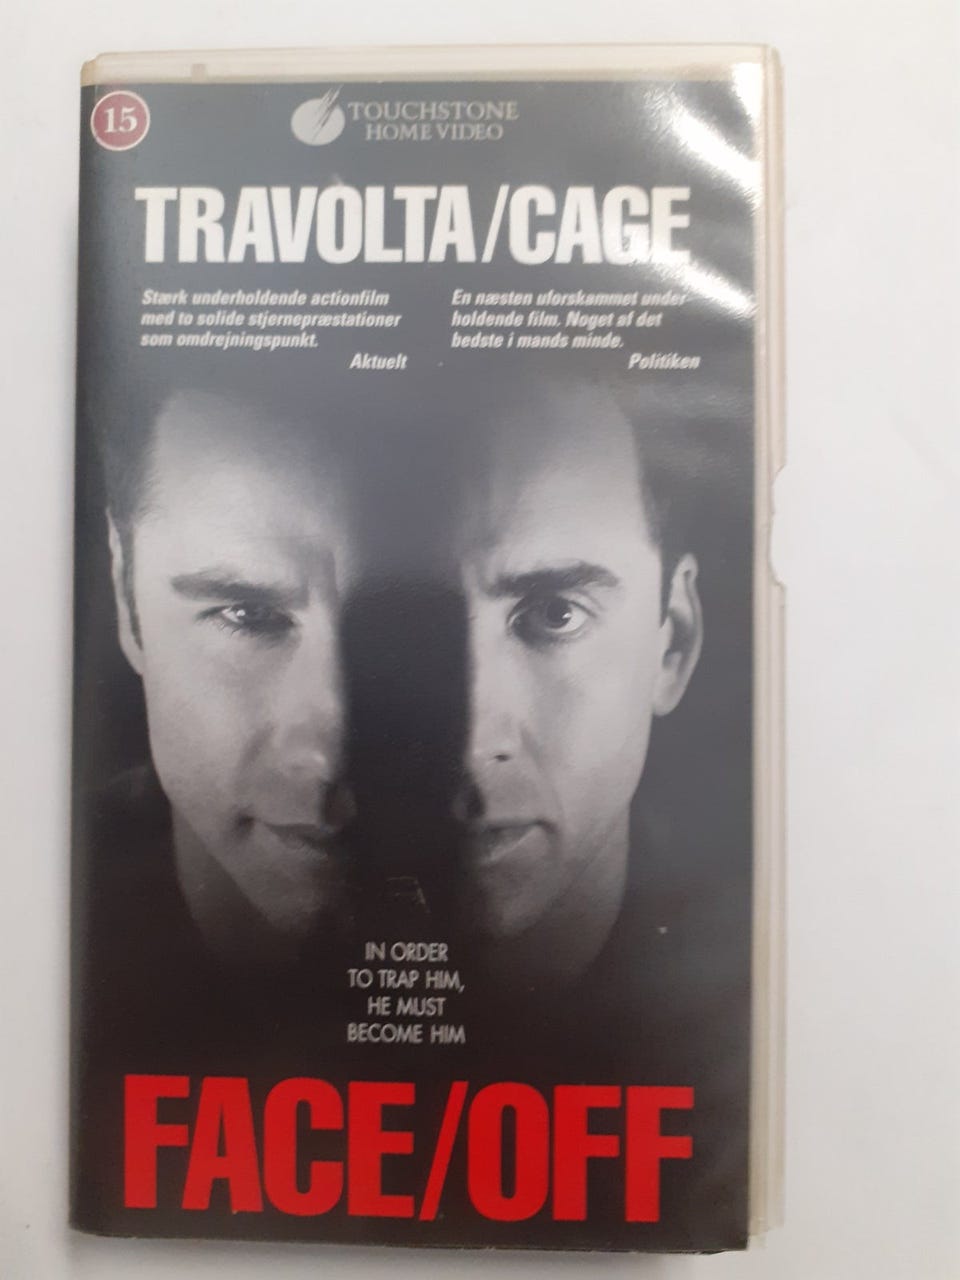 15
TOUCHSTONE
HOME VIDEO
TRAVOLTA/CAGE
Stærk underholdende actionfilm
med to solide stjernepræstationer
som omdrejningspunkt.
Aktuelt
En næsten uforskammet under-
holdende film. Noget af det
bedste i mands minde.
Politiken
IN ORDER
TO TRAP HIM,
HE MUST
BECOME HIM
FACE/OFF